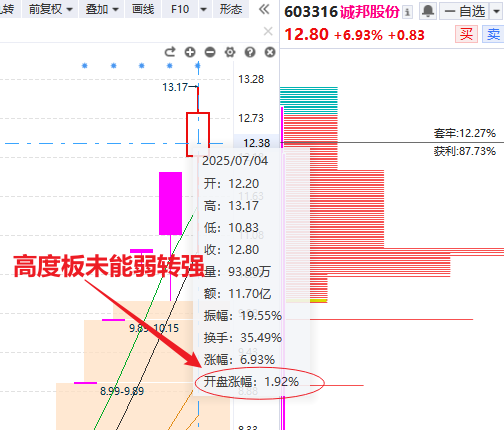 九转
前复权
叠加
画线
F10
形态
603316 诚邦股份
自选
12.80 +6.93% +0.83
买
卖
13.17→
13.28
12.73
12.38
套牢:12.27%
获利:87.73%
2025/07/04
开: 12.20
高: 13.17
低: 10.83
收: 12.80
量: 93.80万
额: 11.70亿
振幅: 19.55%
换手: 35.49%
涨幅: 6.93%
开盘涨幅: 1.92%
高度板未能弱转强
9.89-10.15
8.99-9.89
8.33